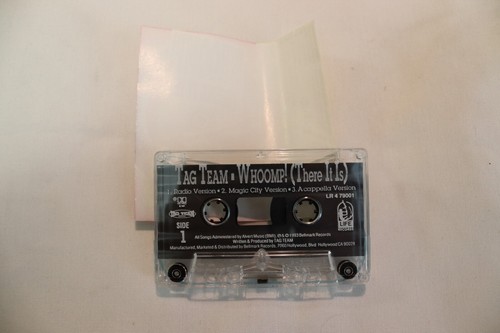 TAG TEAM WHOOMP! (There It Is)
1. Radio Version • 2. Magic City Version • 3. Acappella Version
LR 4 79001
SIDE
1
LIFE
All Songs Administered by Alvert Music (BMI). ℗ & © 1993 Bellmark Records
Written & Produced by TAG TEAM
Manufactured, Marketed & Distributed by Bellmark Records, 7060 Hollywood, Blvd. Hollywood CA 90028